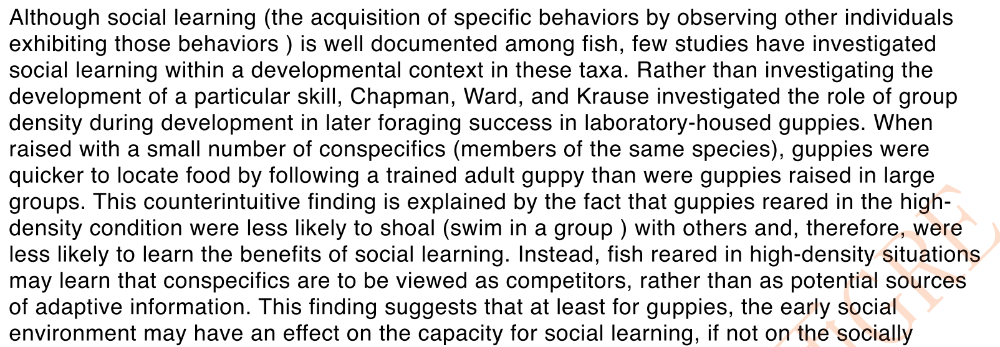 Although social learning (the acquisition of specific behaviors by observing other individuals
exhibiting those behaviors ) is well documented among fish, few studies have investigated
social learning within a developmental context in these taxa. Rather than investigating the
development of a particular skill, Chapman, Ward, and Krause investigated the role of group
density during development in later foraging success in laboratory-housed guppies. When
raised with a small number of conspecifics (members of the same species), guppies were
quicker to locate food by following a trained adult guppy than were guppies raised in large
groups. This counterintuitive finding is explained by the fact that guppies reared in the high-
density condition were less likely to shoal (swim in a group ) with others and, therefore, were
less likely to learn the benefits of social learning. Instead, fish reared in high-density situations
may learn that conspecifics are to be viewed as competitors, rather than as potential sources
of adaptive information. This finding suggests that at least for guppies, the early social
environment may have an effect on the capacity for social learning, if not on the socially